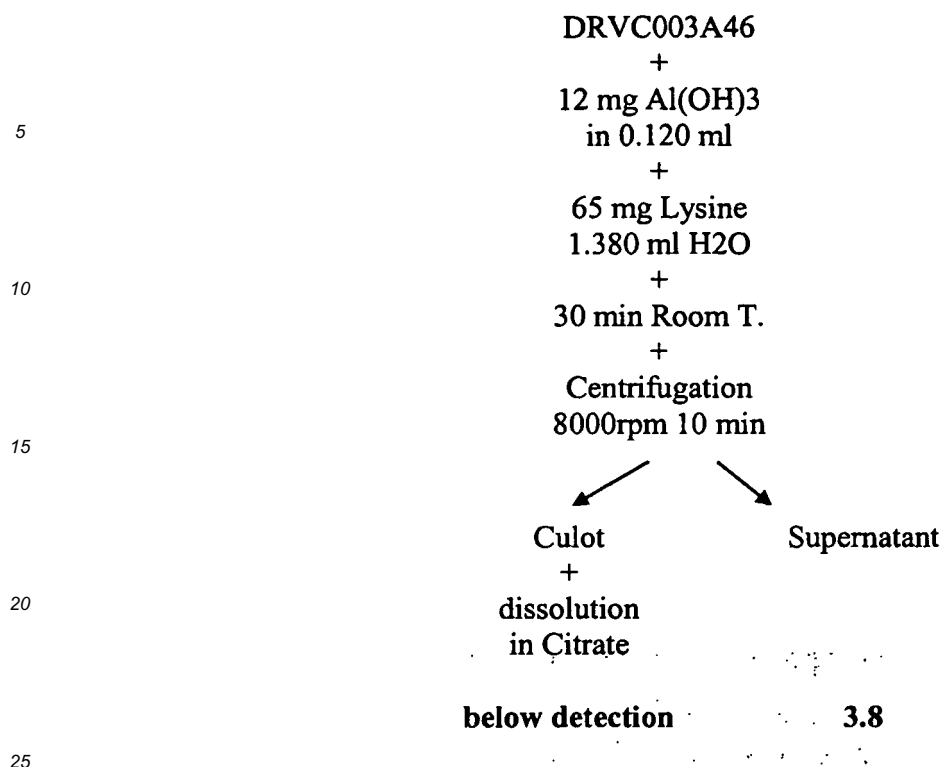 DRVC003A46
+
12 mg Al(OH)3
5
in 0.120 ml
+
65 mg Lysine
1.380 ml H2O
10
+
30 min Room T.
+
Centrifugation
8000rpm 10 min
15
Culot Supernatant
+
20
dissolution
in Citrate
below detection 3.8
25